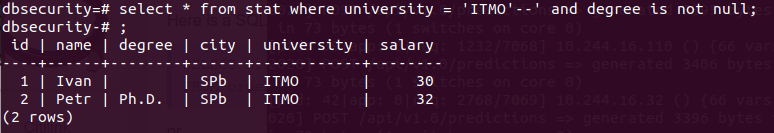 dbsecurity=# select * from stat where university = 'ITMO'--' and degree is not null;
dbsecurity-# ;
 id | name | degree | city | university | salary
----+------+--------+------+------------+--------
  1 | Ivan |        | SPb  | ITMO       |     30
  2 | Petr | Ph.D.  | SPb  | ITMO       |     32
(2 rows)